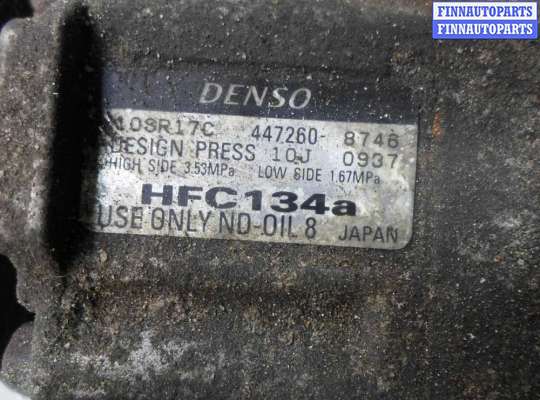 FINNAUTOPARTS
FINNAUTOPARTS
DENSO
10SR17C 447260-8746
DESIGN PRESS 10J 0937
HIGH SIDE 3.53MPa LOW SIDE 1.67MPa
HFC134a
USE ONLY ND-OIL 8 JAPAN